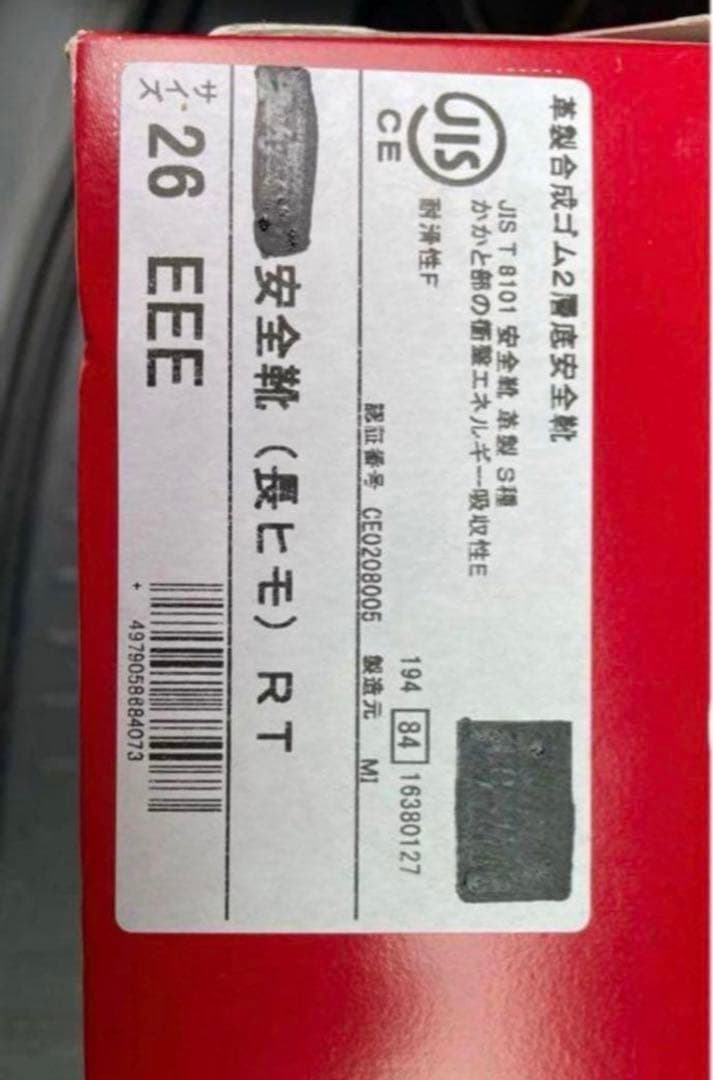 革製合成ゴム2層底安全靴
JIS
JIS T 8101 安全靴 革製 S種
かかと部の衝撃エネルギー吸収性E
CE
耐滑性F
194 84 16380127
認証番号 CE0208005 製造元 MI
安全靴（長ヒモ）RT
サイズ 26 EEE
4979058684073